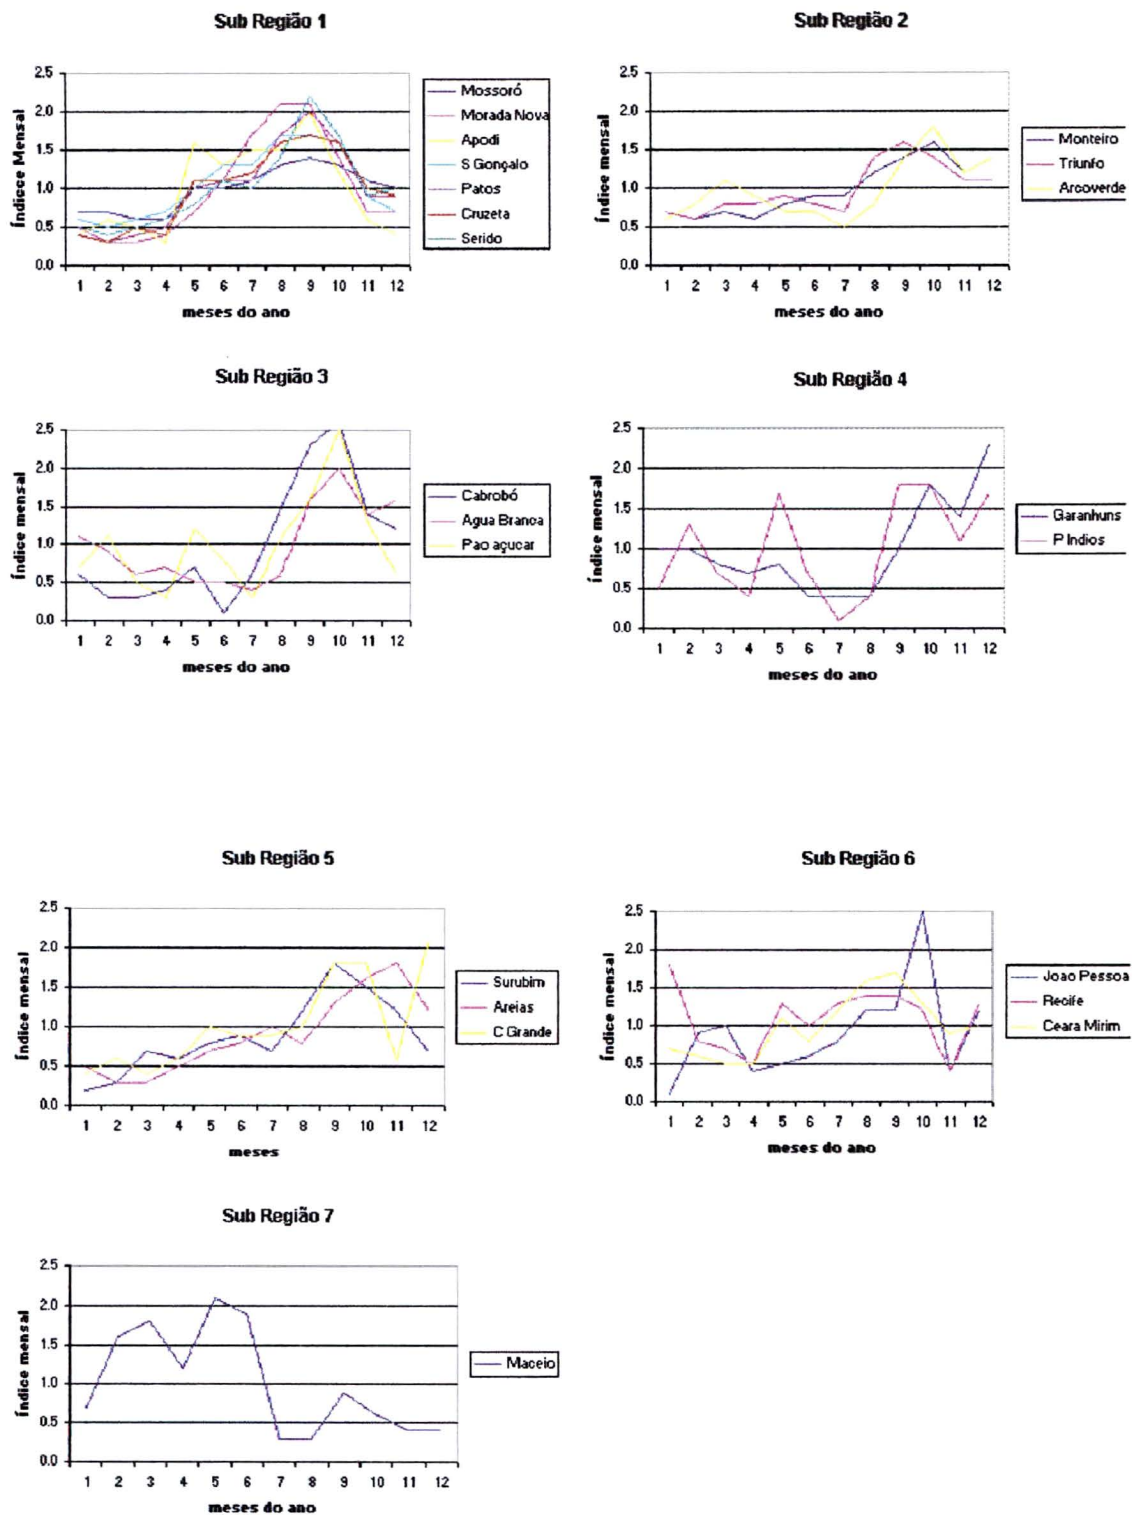 Sub Região 1
Índicce Mensal
2.5
2.0
1.5
1.0
0.5
0.0
1 2 3 4 5 6 7 8 9 10 11 12
meses do ano
Mossoró
Morada Nova
Apodi
S Gonçalo
Patos
Cruzeta
Serido
Sub Região 2
Índice mensal
2.5
2.0
1.5
1.0
0.5
0.0
1 2 3 4 5 6 7 8 9 10 11 12
meses do ano
Monteiro
Triunfo
Arcoverde
Sub Região 3
Índice mensal
2.5
2.0
1.5
1.0
0.5
0.0
1 2 3 4 5 6 7 8 9 10 11 12
meses do ano
Cabrobó
Agua Branca
Pao açucar
Sub Região 4
Índice mensal
2.5
2.0
1.5
1.0
0.5
0.0
1 2 3 4 5 6 7 8 9 10 11 12
meses do ano
Garanhuns
P Indios
Sub Região 5
Índice mensal
2.5
2.0
1.5
1.0
0.5
0.0
1 2 3 4 5 6 7 8 9 10 11 12
meses
Surubim
Areias
C Grande
Sub Região 6
Índice mensal
2.5
2.0
1.5
1.0
0.5
0.0
1 2 3 4 5 6 7 8 9 10 11 12
meses do ano
Joao Pessoa
Recife
Ceara Mirim
Sub Região 7
Índice mensal
2.5
2.0
1.5
1.0
0.5
0.0
1 2 3 4 5 6 7 8 9 10 11 12
meses do ano
Maceio